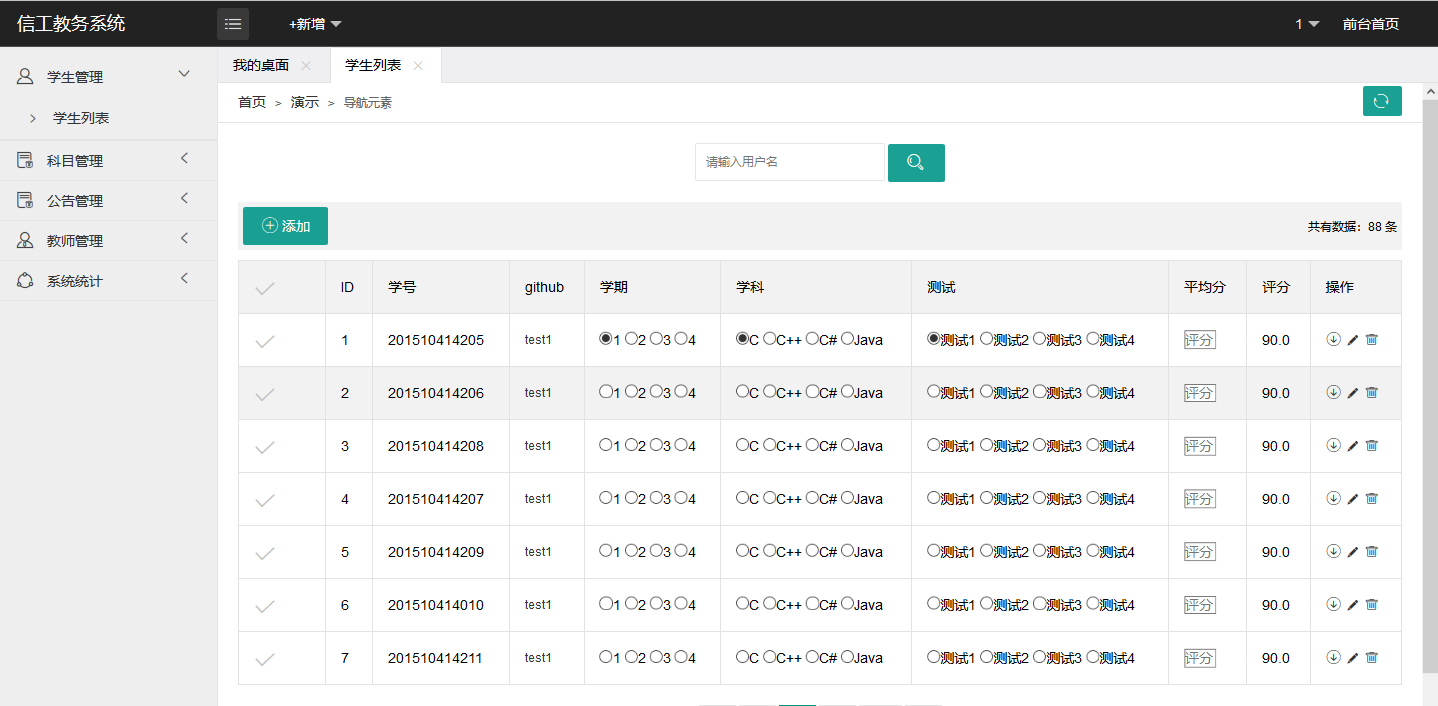 信工教务系统 +新增 1 前台首页
我的桌面 学生列表
学生管理
学生列表
科目管理
公告管理
教师管理
系统统计
首页 > 演示 > 导航元素
请输入用户名
添加 共有数据：88 条
ID 学号 github 学期 学科 测试 平均分 评分 操作
1 201510414205 test1 1 2 3 4 C C++ C# Java 测试1 测试2 测试3 测试4 评分 90.0
2 201510414206 test1 1 2 3 4 C C++ C# Java 测试1 测试2 测试3 测试4 评分 90.0
3 201510414208 test1 1 2 3 4 C C++ C# Java 测试1 测试2 测试3 测试4 评分 90.0
4 201510414207 test1 1 2 3 4 C C++ C# Java 测试1 测试2 测试3 测试4 评分 90.0
5 201510414209 test1 1 2 3 4 C C++ C# Java 测试1 测试2 测试3 测试4 评分 90.0
6 201510414010 test1 1 2 3 4 C C++ C# Java 测试1 测试2 测试3 测试4 评分 90.0
7 201510414211 test1 1 2 3 4 C C++ C# Java 测试1 测试2 测试3 测试4 评分 90.0